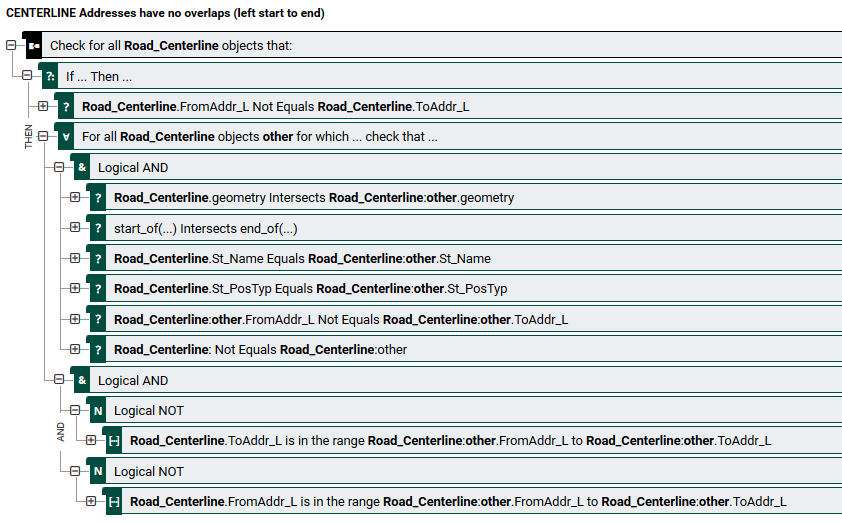 CENTERLINE Addresses have no overlaps (left start to end)
Check for all Road_Centerline objects that:
?: If ... Then ...
? Road_Centerline.FromAddr_L Not Equals Road_Centerline.ToAddr_L
THEN
∀ For all Road_Centerline objects other for which ... check that ...
& Logical AND
? Road_Centerline.geometry Intersects Road_Centerline:other.geometry
? start_of(...) Intersects end_of(...)
? Road_Centerline.St_Name Equals Road_Centerline:other.St_Name
? Road_Centerline.St_PosTyp Equals Road_Centerline:other.St_PosTyp
? Road_Centerline:other.FromAddr_L Not Equals Road_Centerline:other.ToAddr_L
? Road_Centerline: Not Equals Road_Centerline:other
& Logical AND
N Logical NOT
AND
Road_Centerline.ToAddr_L is in the range Road_Centerline:other.FromAddr_L to Road_Centerline:other.ToAddr_L
N Logical NOT
Road_Centerline.FromAddr_L is in the range Road_Centerline:other.FromAddr_L to Road_Centerline:other.ToAddr_L